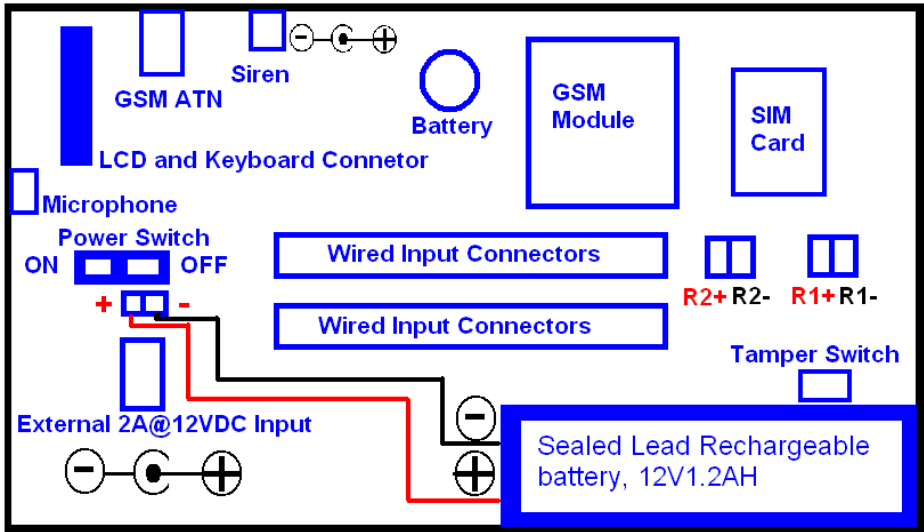 Siren
GSM ATN
Battery
GSM
Module
SIM
Card
LCD and Keyboard Connetor
Microphone
Power Switch
ON
OFF
Wired Input Connectors
R2+
R2-
R1+
R1-
+
-
Wired Input Connectors
Tamper Switch
External 2A@12VDC Input
Sealed Lead Rechargeable
battery, 12V1.2AH